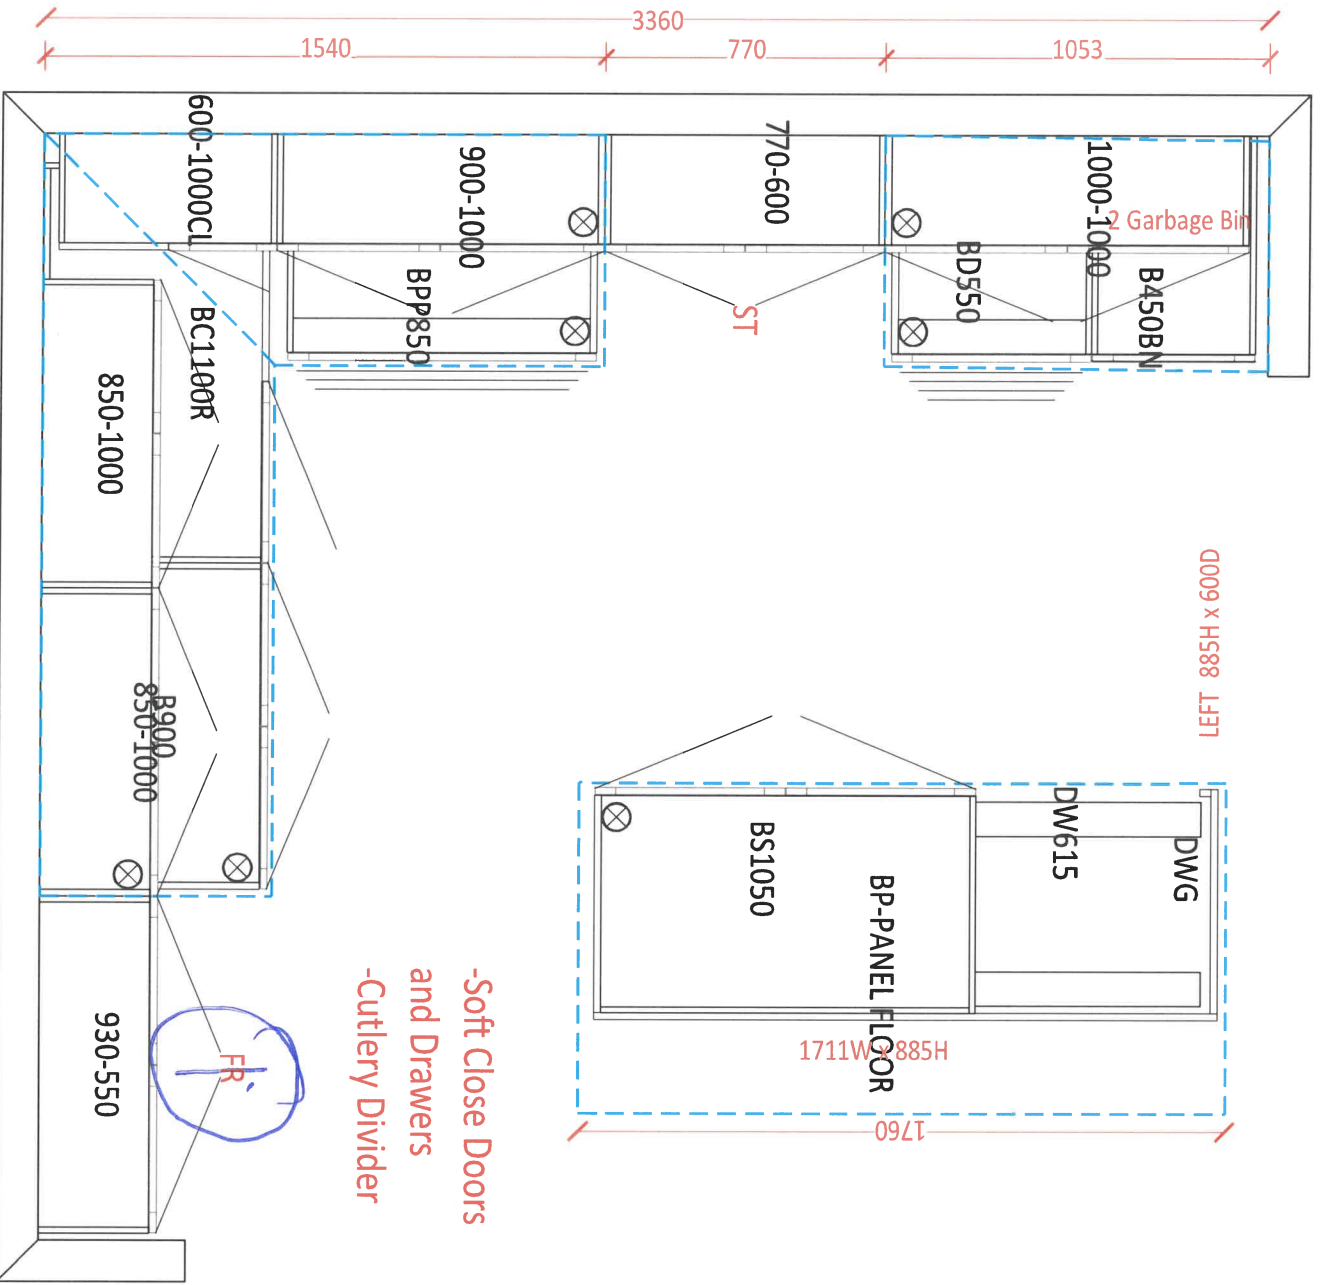 3360
1540
770
1053
600-1000CL
900-1000
770-600
1000-1000
2 Garbage Bin
BPP850
BD550
B450BN
ST
BC1100R
850-1000
B900
850-1000
930-550
FR
LEFT 885H x 600D
DW615
DWG
BS1050
BP-PANEL FLOOR
1711W x 885H
1760
-Soft Close Doors
and Drawers
-Cutlery Divider